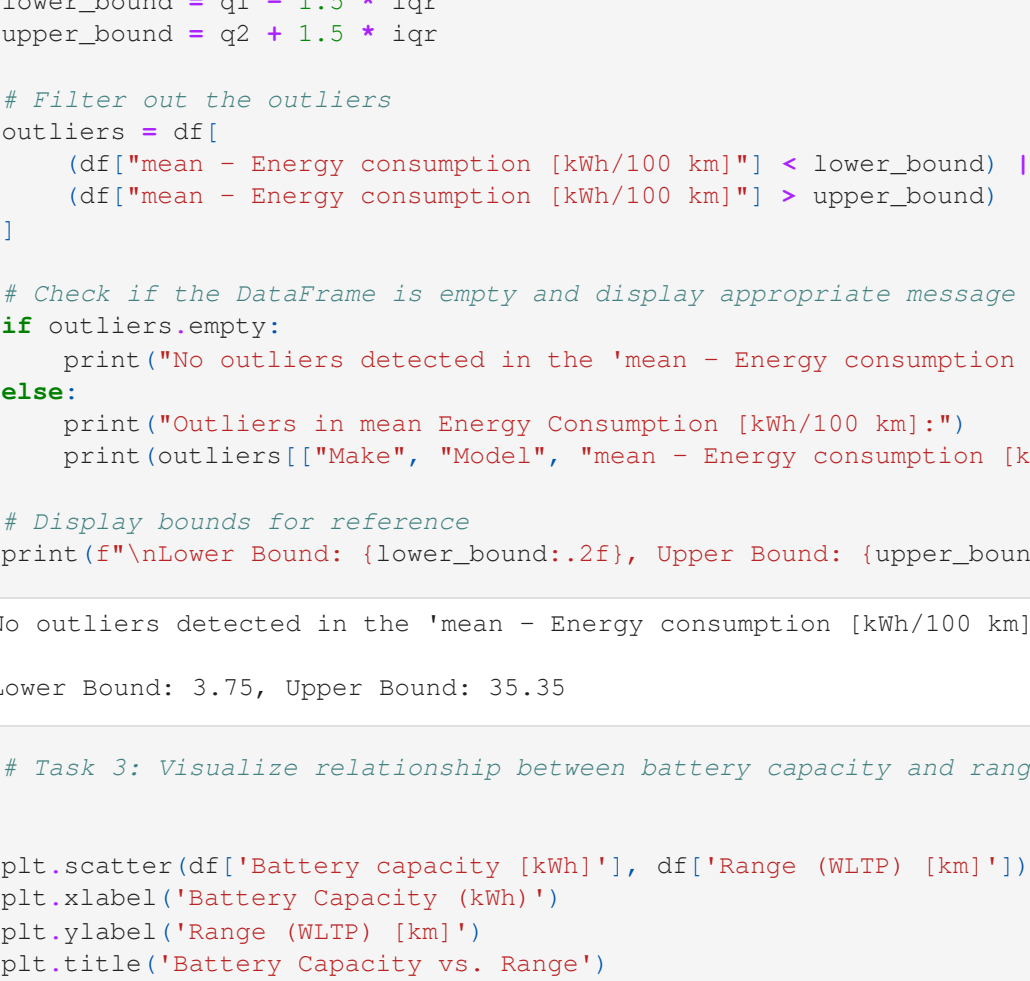 lower_bound = q1 - 1.5 * iqr
upper_bound = q2 + 1.5 * iqr
# Filter out the outliers
outliers = df[
    (df["mean - Energy consumption [kWh/100 km]"] < lower_bound) |
    (df["mean - Energy consumption [kWh/100 km]"] > upper_bound)
]
# Check if the DataFrame is empty and display appropriate message
if outliers.empty:
    print("No outliers detected in the 'mean - Energy consumption
else:
    print("Outliers in mean Energy Consumption [kWh/100 km]:")
    print(outliers[["Make", "Model", "mean - Energy consumption [k
# Display bounds for reference
print(f"\nLower Bound: {lower_bound:.2f}, Upper Bound: {upper_boun
No outliers detected in the 'mean - Energy consumption [kWh/100 km]
Lower Bound: 3.75, Upper Bound: 35.35
# Task 3: Visualize relationship between battery capacity and rang
plt.scatter(df['Battery capacity [kWh]'], df['Range (WLTP) [km]'])
plt.xlabel('Battery Capacity (kWh)')
plt.ylabel('Range (WLTP) [km]')
plt.title('Battery Capacity vs. Range')